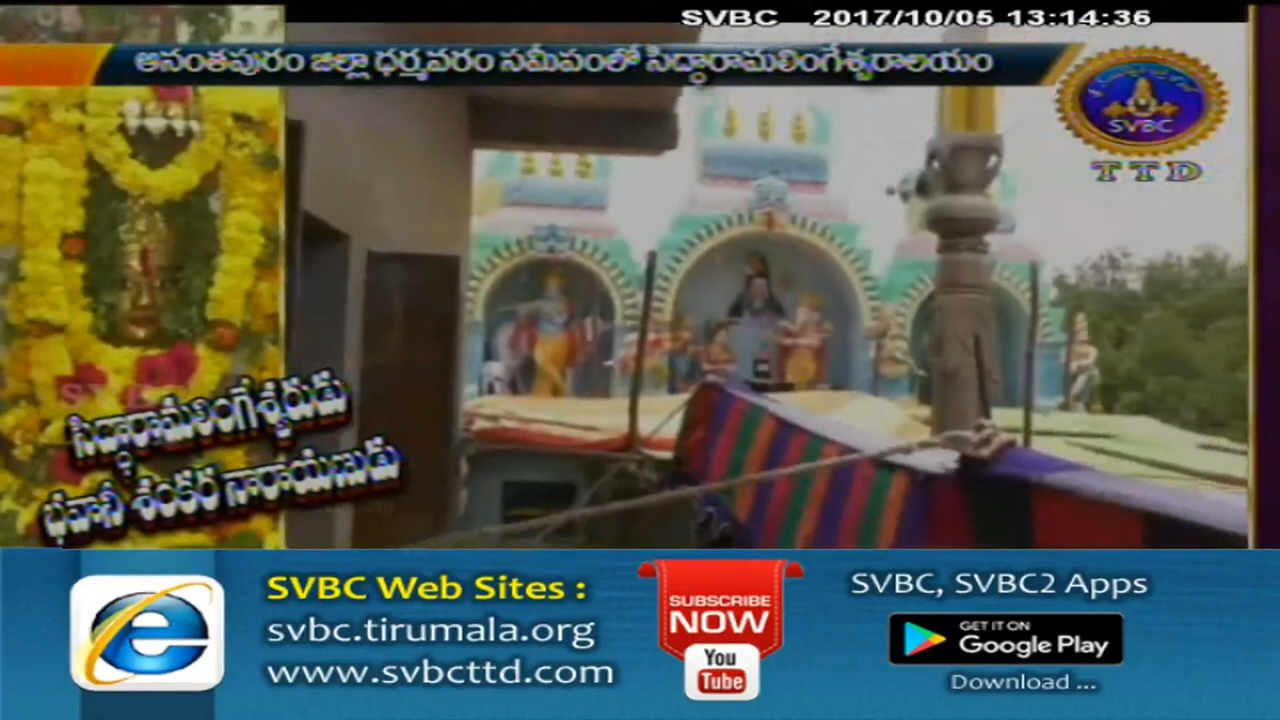 SVBC 2017/10/05 13:14:36
అనంతపురం జిల్లా ధర్మవరం సమీపంలో సిద్ధారామలింగేశ్వరాలయం
SVBC
TTD
సిద్ధారామలింగేశ్వరుడు
భవాని శంకర నారాయణుడు
SVBC Web Sites :
svbc.tirumala.org
www.svbcttd.com
SUBSCRIBE
NOW
You
Tube
SVBC, SVBC2 Apps
GET IT ON
Google Play
Download ...